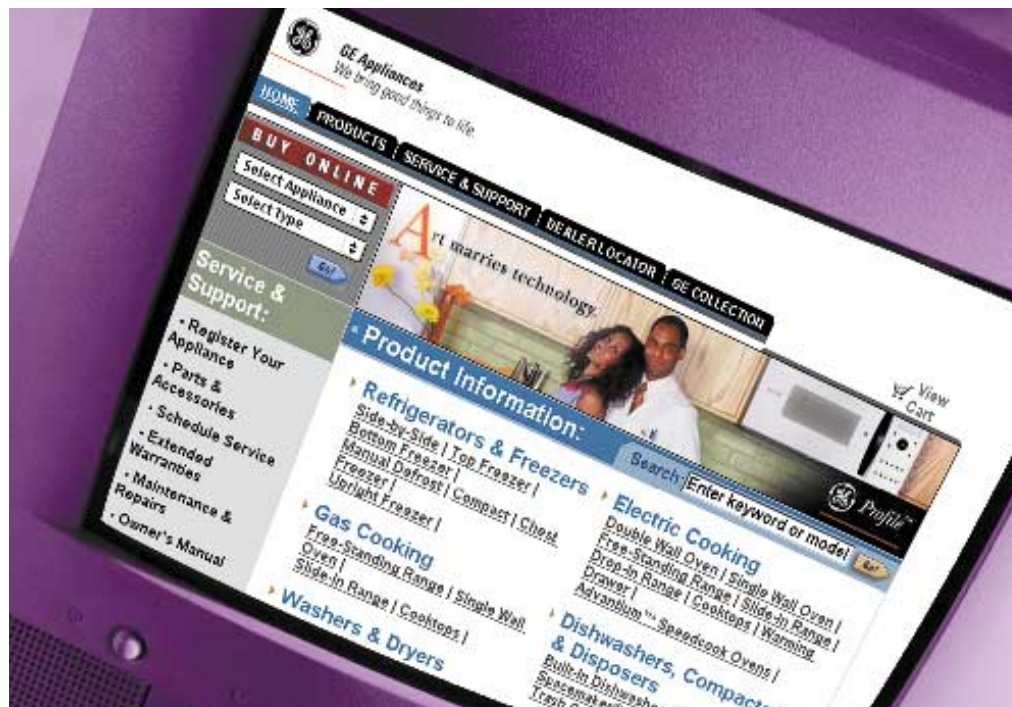 GE Appliances
We bring good things to life.
HOME
PRODUCTS
SERVICE & SUPPORT
DEALER LOCATOR
GE COLLECTION
BUY ONLINE
Select Appliance
Select Type
Go!
Art marries technology.
View
Cart
Service &
Support:
• Register Your
Appliance
• Parts &
Accessories
• Schedule Service
• Extended
Warranties
• Maintenance &
Repairs
• Owner's Manual
• Product Information:
Search: Enter keyword or model Go!
GE Profile™
Refrigerators & Freezers
Side-by-Side | Top Freezer |
Bottom Freezer |
Manual Defrost | Compact | Chest
Freezer |
Upright Freezer |
Gas Cooking
Free-Standing Range | Single Wall
Oven |
Slide-In Range | Cooktops |
Washers & Dryers
Electric Cooking
Double Wall Oven | Single Wall Oven |
Free-Standing Range | Slide-In Range |
Drop-In Range | Cooktops | Warming
Drawer |
Advantium™ Speedcook Ovens |
Dishwashers,
& Disposers
Built-In